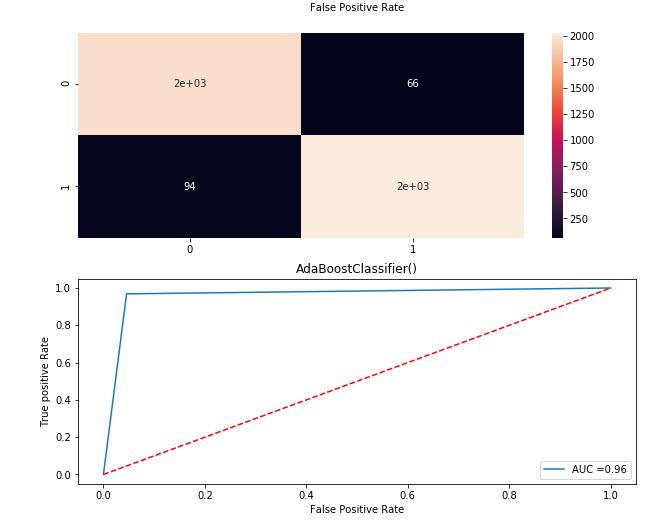 False Positive Rate
0 2e+03 66
1 94 2e+03
0 1
2000
1750
1500
1250
1000
750
500
250
AdaBoostClassifier()
True positive Rate
1.0
0.8
0.6
0.4
0.2
0.0
AUC =0.96
0.0 0.2 0.4 0.6 0.8 1.0
False Positive Rate